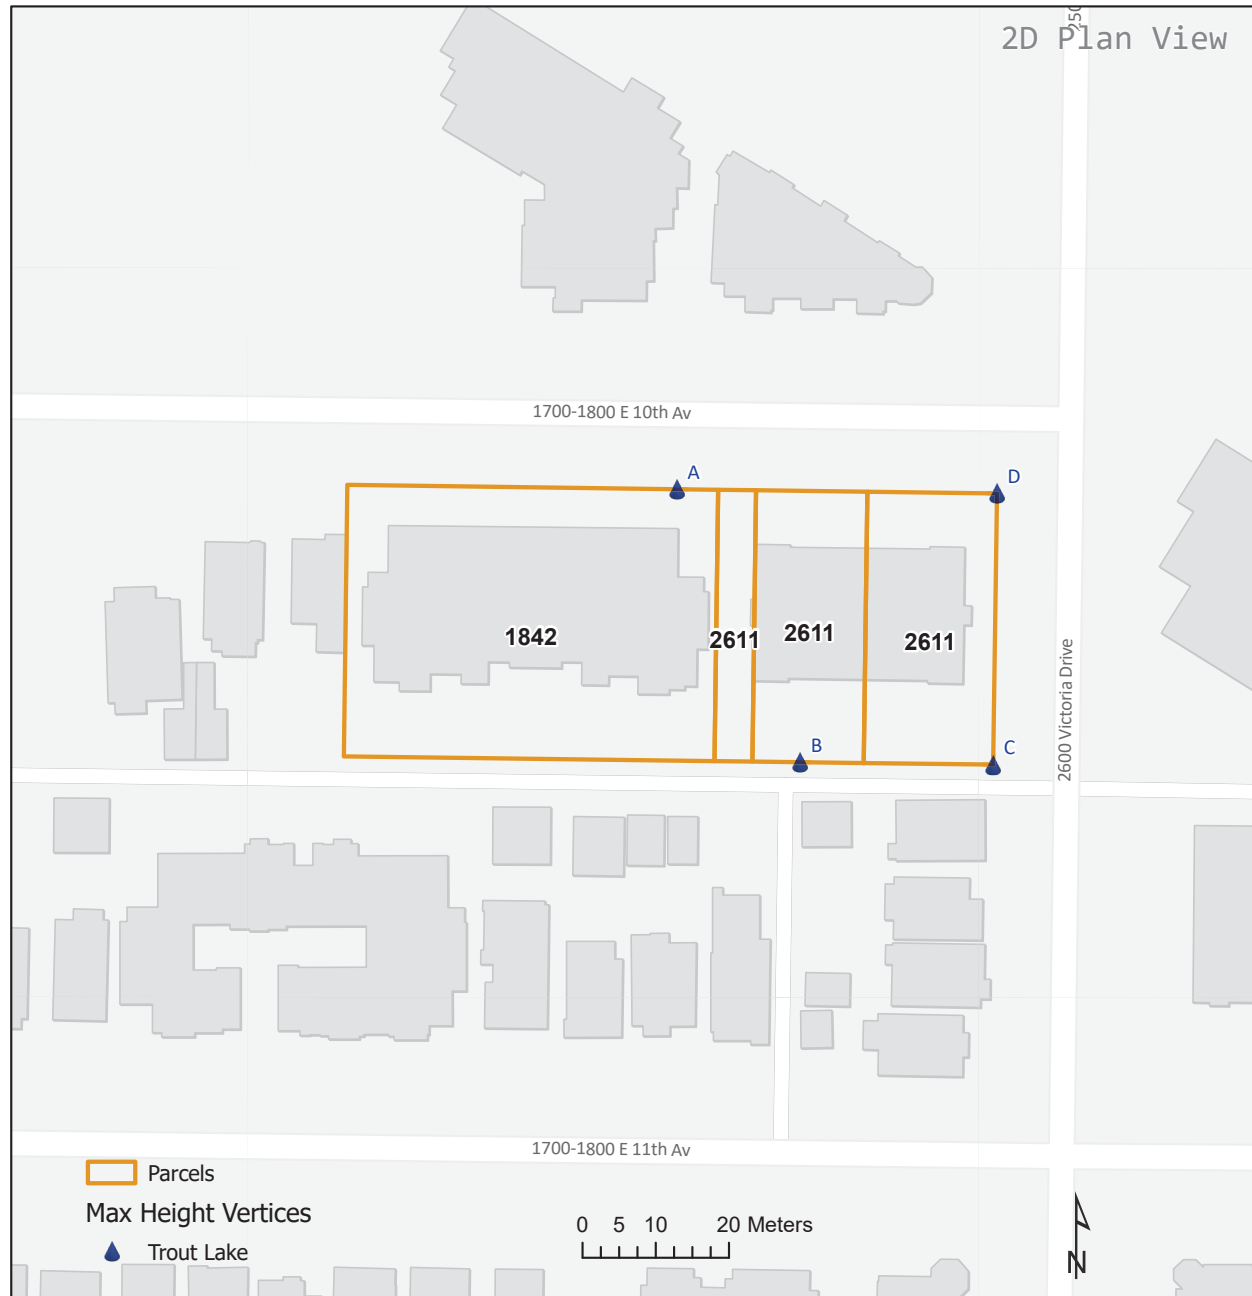 250
2D Plan View
1700-1800 E 10th Av
A
D
1842
2611
2611
2611
2600 Victoria Drive
B
C
1700-1800 E 11th Av
Parcels
Max Height Vertices
Trout Lake
0 5 10 20 Meters
N